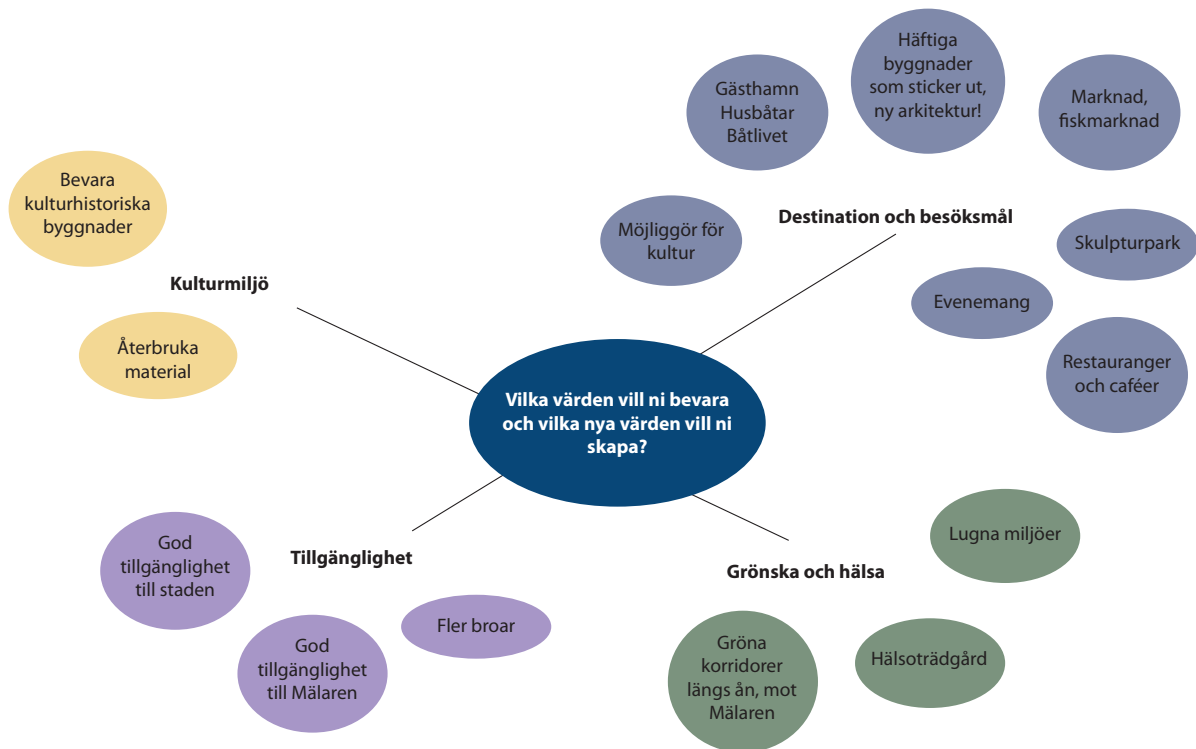 Häftiga
byggnader
som sticker ut,
ny arkitektur!
Gästhamn
Husbåtar
Båtlivet
Marknad,
fiskmarknad
Bevara
kulturhistoriska
byggnader
Destination och besöksmål
Möjliggör för
kultur
Skulpturpark
Kulturmiljö
Evenemang
Återbruka
material
Restauranger
och caféer
Vilka värden vill ni bevara
och vilka nya värden vill ni
skapa?
Lugna miljöer
God
tillgänglighet
till staden
Tillgänglighet
Grönska och hälsa
Fler broar
God
tillgänglighet
till Mälaren
Gröna
korridorer
längs ån, mot
Mälaren
Hälsoträdgård